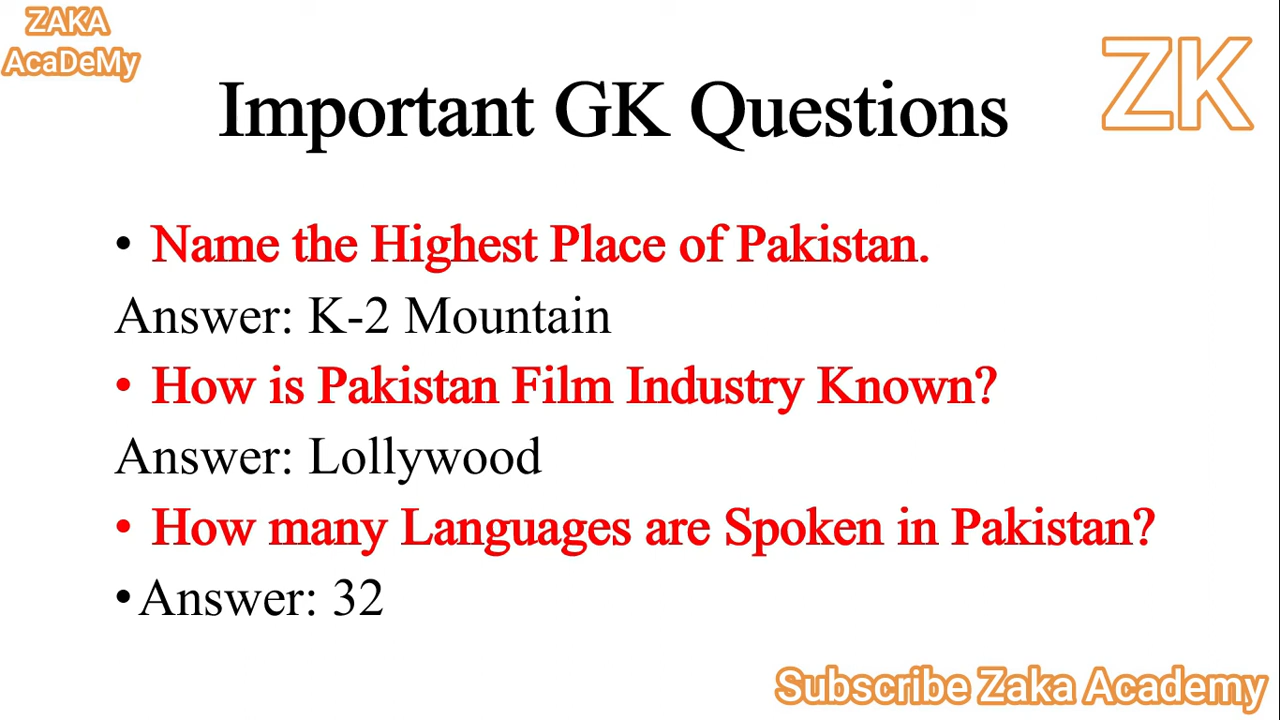 ZAKA
AcaDeMy
ZK
Important GK Questions
• Name the Highest Place of Pakistan.
Answer: K-2 Mountain
• How is Pakistan Film Industry Known?
Answer: Lollywood
• How many Languages are Spoken in Pakistan?
• Answer: 32
Subscribe Zaka Academy